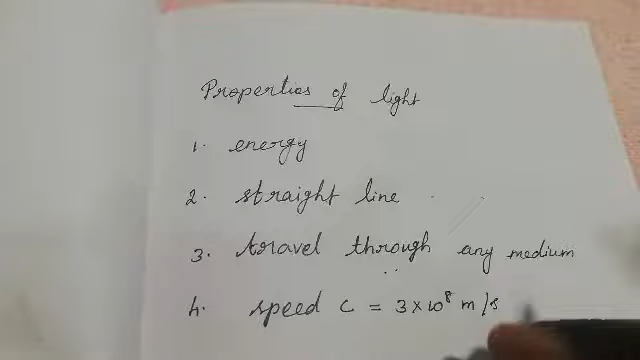 Properties of light
1. energy
2. straight line
3. travel through any medium
4. speed c = 3×10⁸ m/s